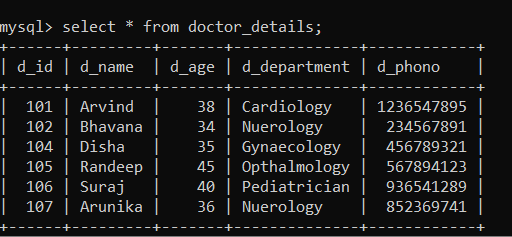 mysql> select * from doctor_details;
+------+---------+-------+--------------+------------+
| d_id | d_name | d_age | d_department | d_phono |
+------+---------+-------+--------------+------------+
| 101 | Arvind | 38 | Cardiology | 1236547895 |
| 102 | Bhavana | 34 | Nuerology | 234567891 |
| 104 | Disha | 35 | Gynaecology | 456789321 |
| 105 | Randeep | 45 | Opthalmology | 567894123 |
| 106 | Suraj | 40 | Pediatrician | 936541289 |
| 107 | Arunika | 36 | Nuerology | 852369741 |
+------+---------+-------+--------------+------------+